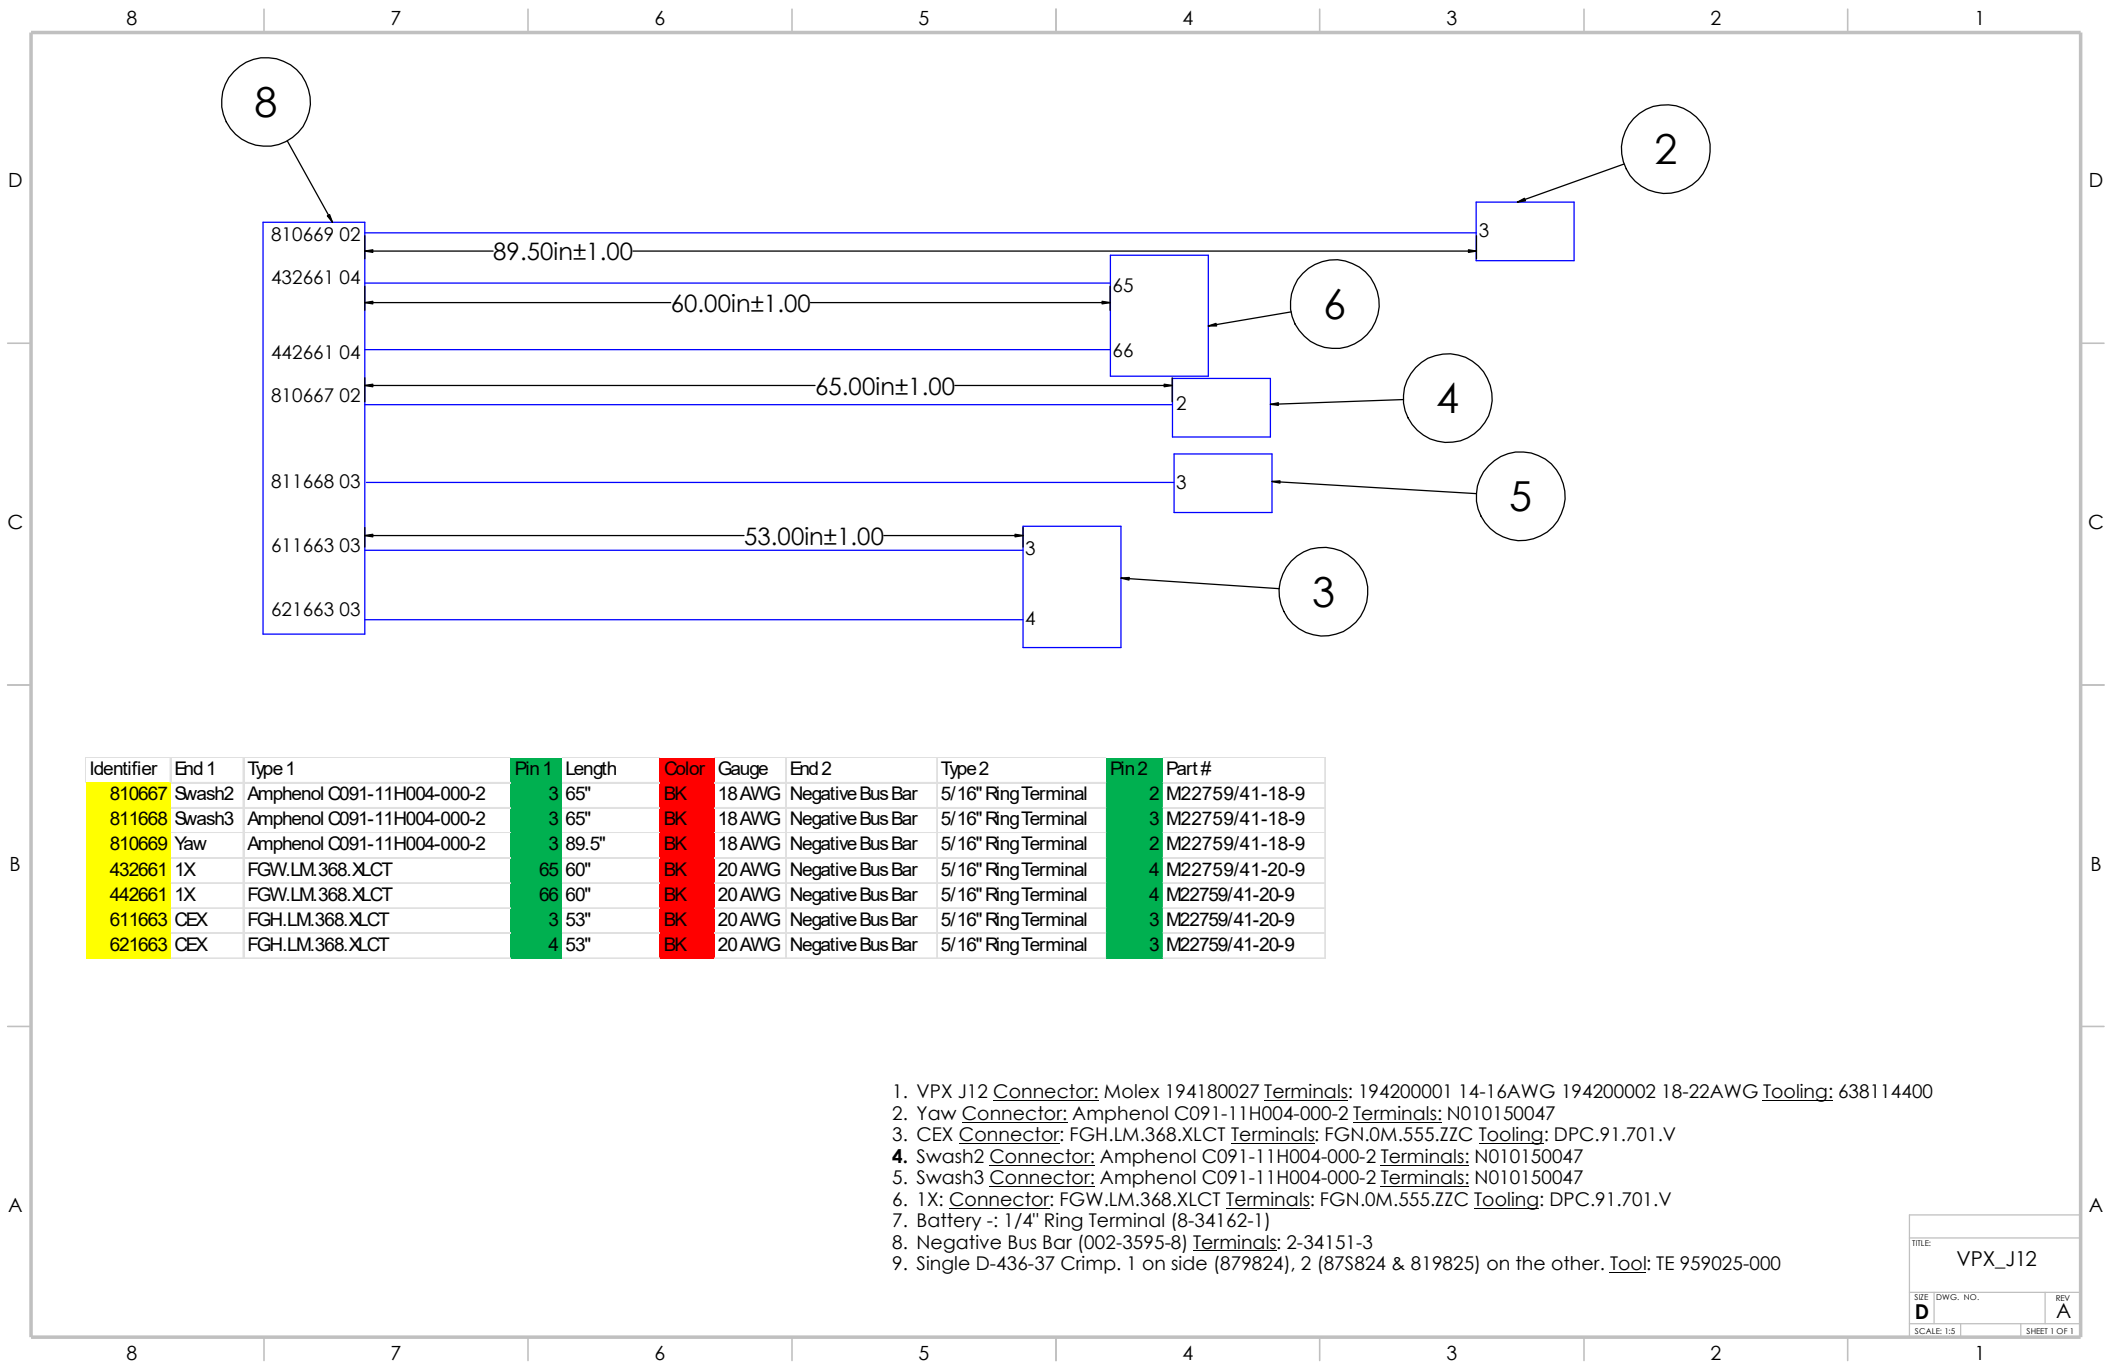 8 7 6 5 4 3 2 1
8
2
D D
810669 02 3
89.50in±1.00
432661 04 65
60.00in±1.00
6
442661 04 66
65.00in±1.00
810667 02 2
4
811668 03 3
5
C C
53.00in±1.00
611663 03 3
3
621663 03 4
Identifier End 1 Type 1 Pin 1 Length Color Gauge End 2 Type 2 Pin 2 Part #
810667 Swash2 Amphenol C091-11H004-000-2 3 65" BK 18 AWG Negative Bus Bar 5/16" Ring Terminal 2 M22759/41-18-9
811668 Swash3 Amphenol C091-11H004-000-2 3 65" BK 18 AWG Negative Bus Bar 5/16" Ring Terminal 3 M22759/41-18-9
810669 Yaw Amphenol C091-11H004-000-2 3 89.5" BK 18 AWG Negative Bus Bar 5/16" Ring Terminal 2 M22759/41-18-9
432661 1X FGW.LM.368.XLCT 65 60" BK 20 AWG Negative Bus Bar 5/16" Ring Terminal 4 M22759/41-20-9
442661 1X FGW.LM.368.XLCT 66 60" BK 20 AWG Negative Bus Bar 5/16" Ring Terminal 4 M22759/41-20-9
611663 CEX FGH.LM.368.XLCT 3 53" BK 20 AWG Negative Bus Bar 5/16" Ring Terminal 3 M22759/41-20-9
621663 CEX FGH.LM.368.XLCT 4 53" BK 20 AWG Negative Bus Bar 5/16" Ring Terminal 3 M22759/41-20-9
B B
1. VPX J12 Connector: Molex 194180027 Terminals: 194200001 14-16AWG 194200002 18-22AWG Tooling: 638114400
2. Yaw Connector: Amphenol C091-11H004-000-2 Terminals: N010150047
3. CEX Connector: FGH.LM.368.XLCT Terminals: FGN.0M.555.ZZC Tooling: DPC.91.701.V
4. Swash2 Connector: Amphenol C091-11H004-000-2 Terminals: N010150047
5. Swash3 Connector: Amphenol C091-11H004-000-2 Terminals: N010150047
6. 1X: Connector: FGW.LM.368.XLCT Terminals: FGN.0M.555.ZZC Tooling: DPC.91.701.V
7. Battery -: 1/4" Ring Terminal (8-34162-1)
8. Negative Bus Bar (002-3595-8) Terminals: 2-34151-3
9. Single D-436-37 Crimp. 1 on side (879824), 2 (87S824 & 819825) on the other. Tool: TE 959025-000
A A
TITLE:
VPX_J12
SIZE DWG. NO. REV
D A
SCALE: 1:5 SHEET 1 OF 1
8 7 6 5 4 3 2 1